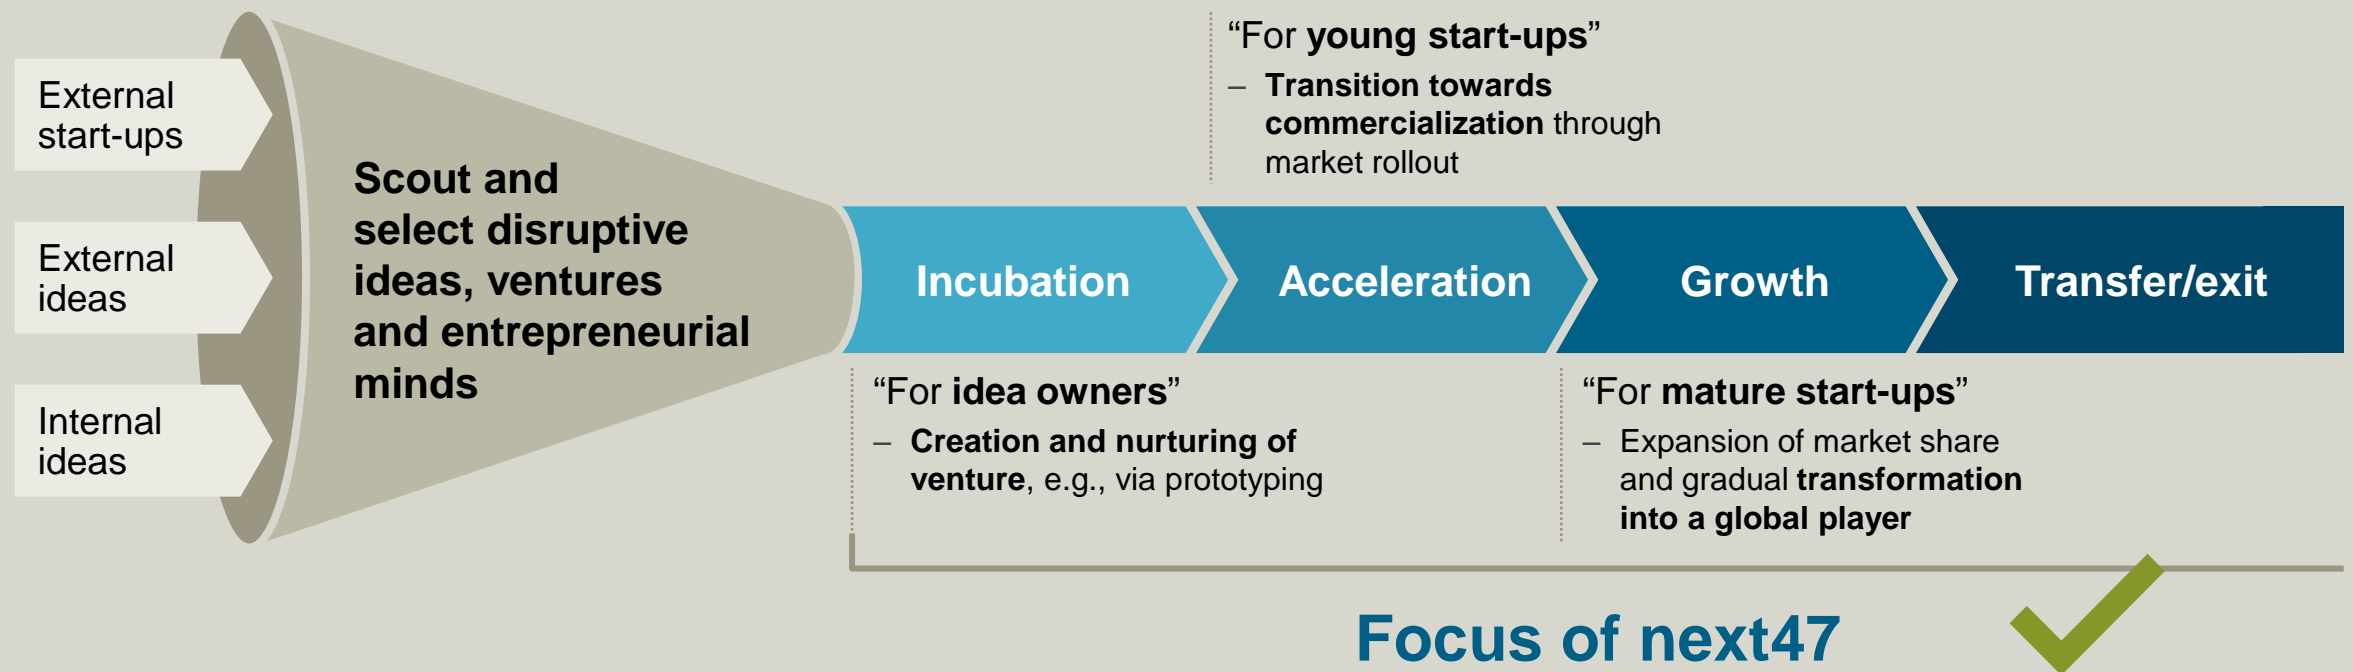 External
start-ups
External
ideas
Internal
ideas
Scout and
select disruptive
ideas, ventures
and entrepreneurial
minds
“For young start-ups”
– Transition towards
commercialization through
market rollout
Incubation
Acceleration
Growth
Transfer/exit
“For idea owners”
– Creation and nurturing of
venture, e.g., via prototyping
“For mature start-ups”
– Expansion of market share
and gradual transformation
into a global player
Focus of next47